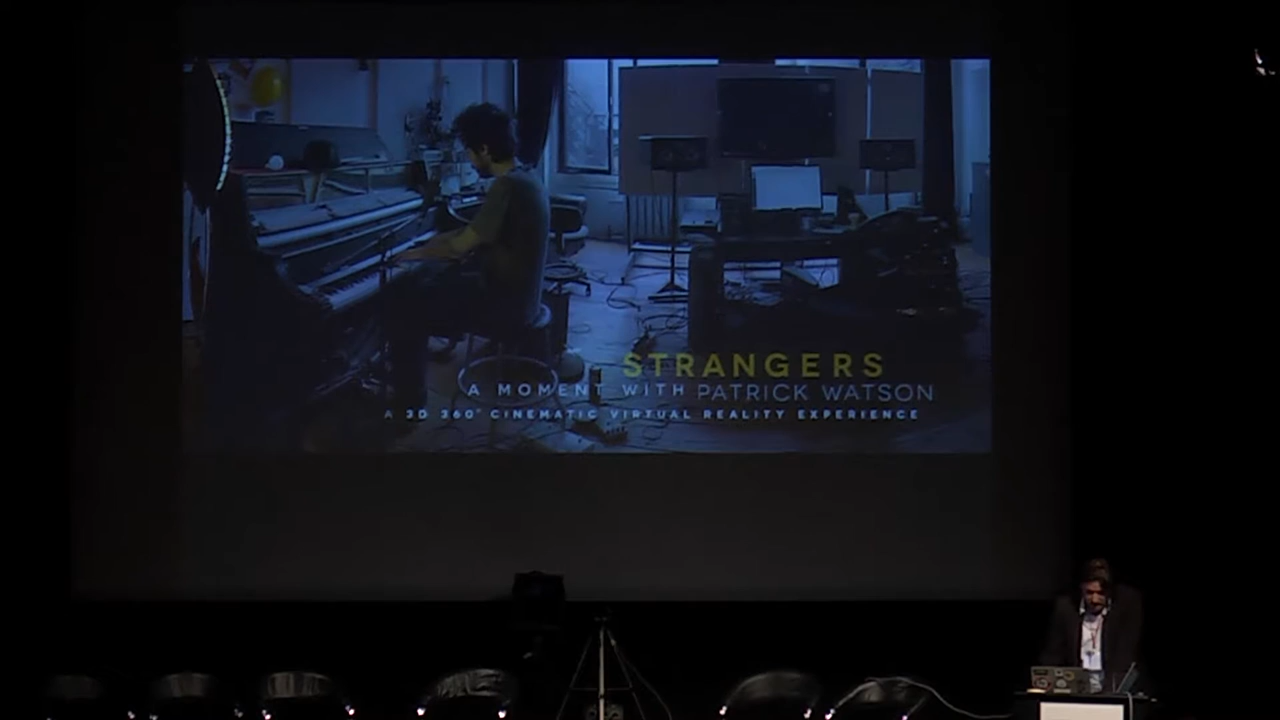 STRANGERS
A MOMENT WITH PATRICK WATSON
A 3D 360° CINEMATIC VIRTUAL REALITY EXPERIENCE